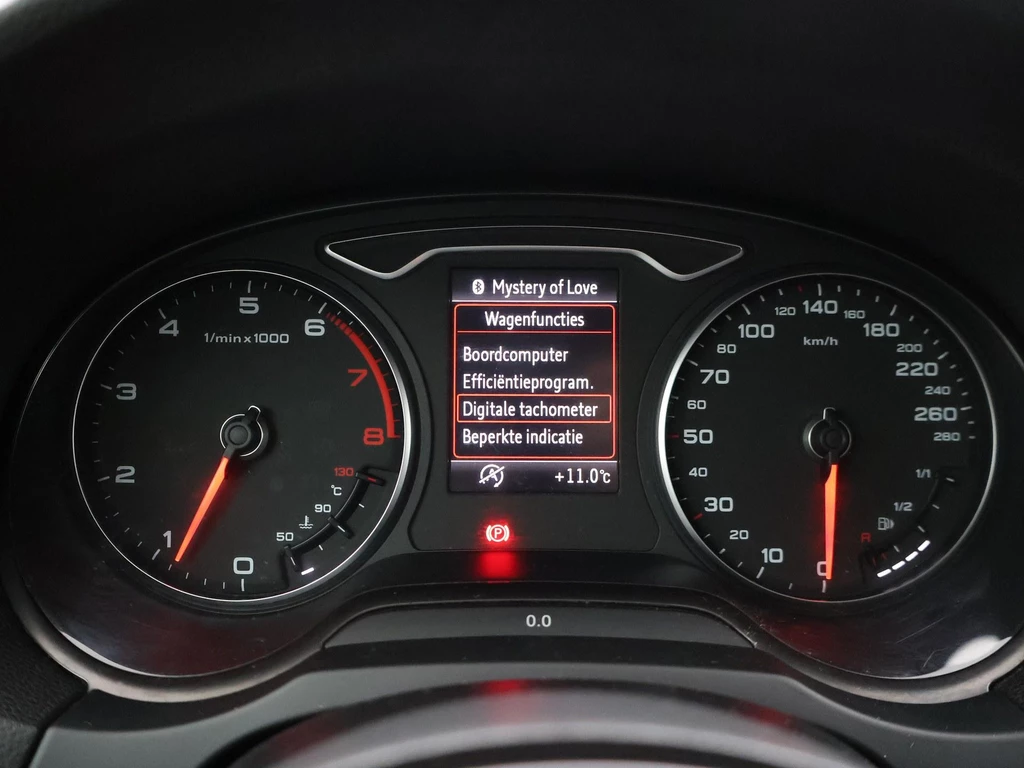 Mystery of Love
Wagenfuncties
Boordcomputer
Efficiëntieprogram.
Digitale tachometer
Beperkte indicatie
+11.0°C
(P)
0.0
1/min x 1000
0
1
2
3
4
5
6
7
8
50
90
°C
130
km/h
0
10
20
30
40
50
60
70
80
100
120
140
160
180
200
220
240
260
280
R
1/2
1/1